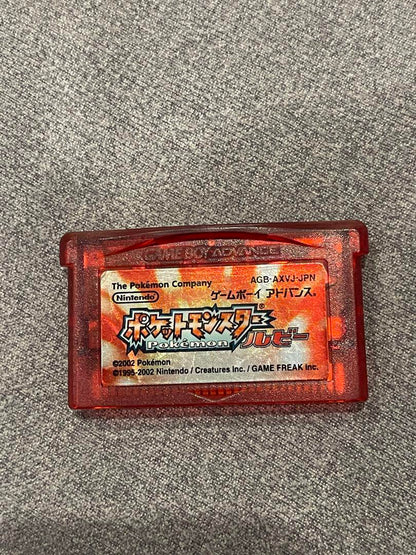 GAME BOY ADVANCE
The Pokémon Company
AGB-AXVJ-JPN
Nintendo
ゲームボーイ アドバンス®
ポケットモンスター®
Pokémon
ルビー
©2002 Pokémon
©1995-2002 Nintendo / Creatures Inc. / GAME FREAK inc.